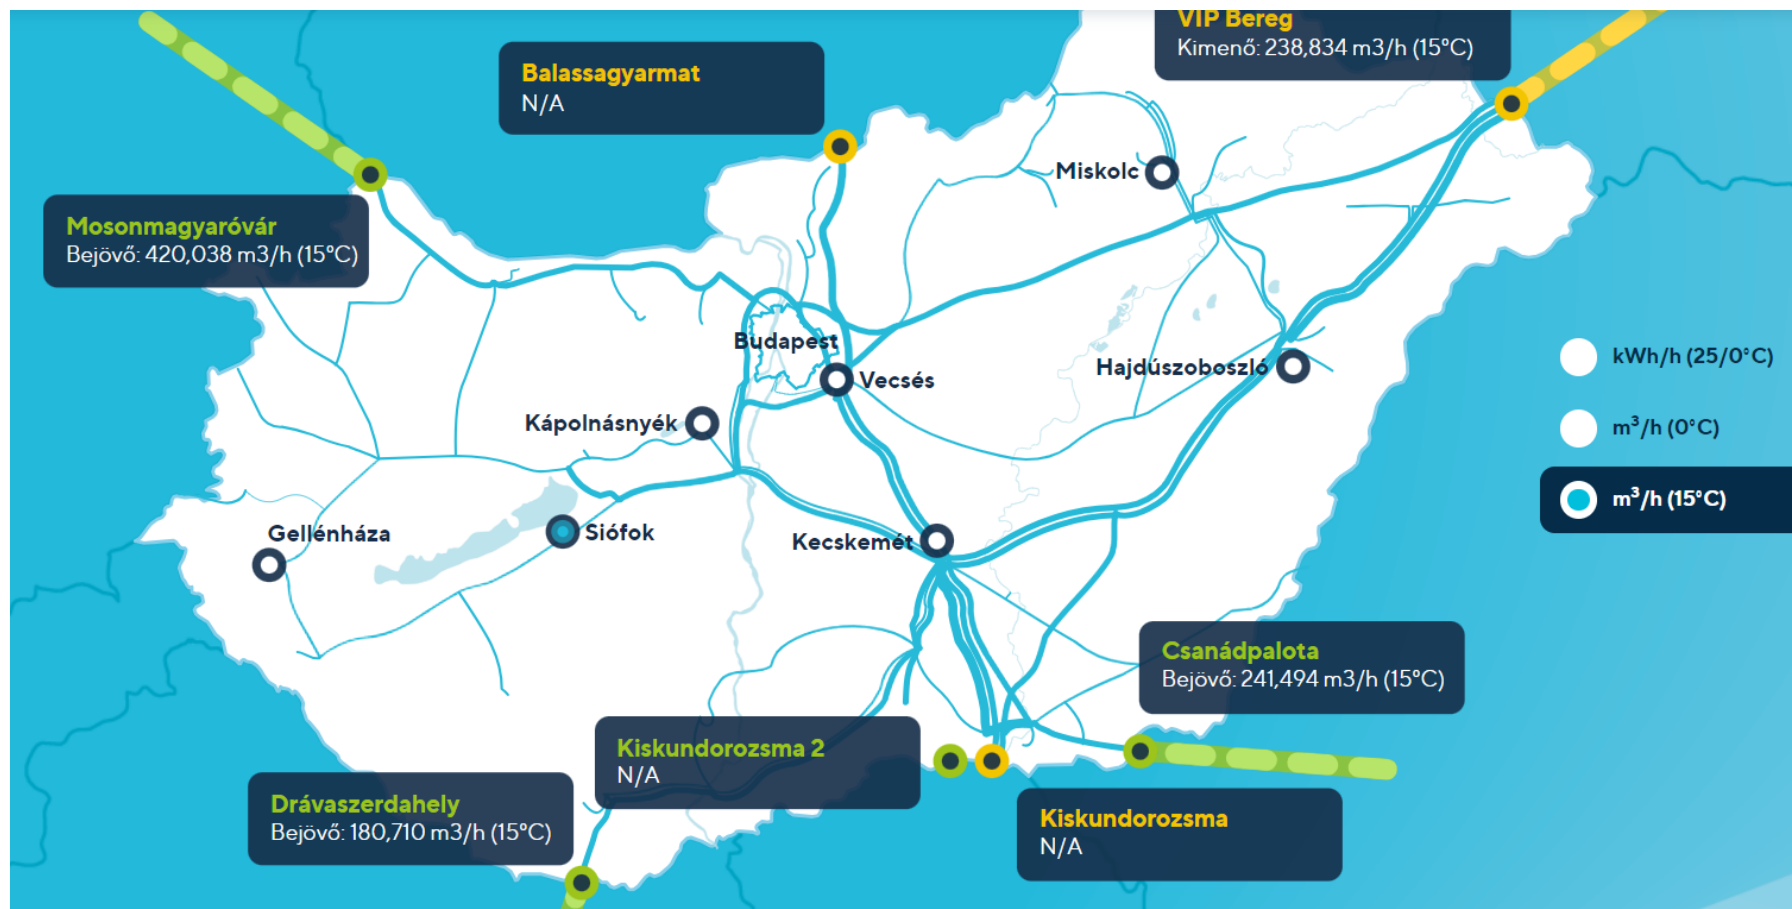 VIP Bereg
Kimenő: 238,834 m3/h (15°C)
Balassagyarmat
N/A
Miskolc
Mosonmagyaróvár
Bejövő: 420,038 m3/h (15°C)
Budapest
Vecsés
Hajdúszoboszló
kWh/h (25/0°C)
m³/h (0°C)
m³/h (15°C)
Kápolnásnyék
Gellénháza
Siófok
Kecskemét
Csanádpalota
Bejövő: 241,494 m3/h (15°C)
Kiskundorozsma 2
N/A
Drávaszerdahely
Bejövő: 180,710 m3/h (15°C)
Kiskundorozsma
N/A